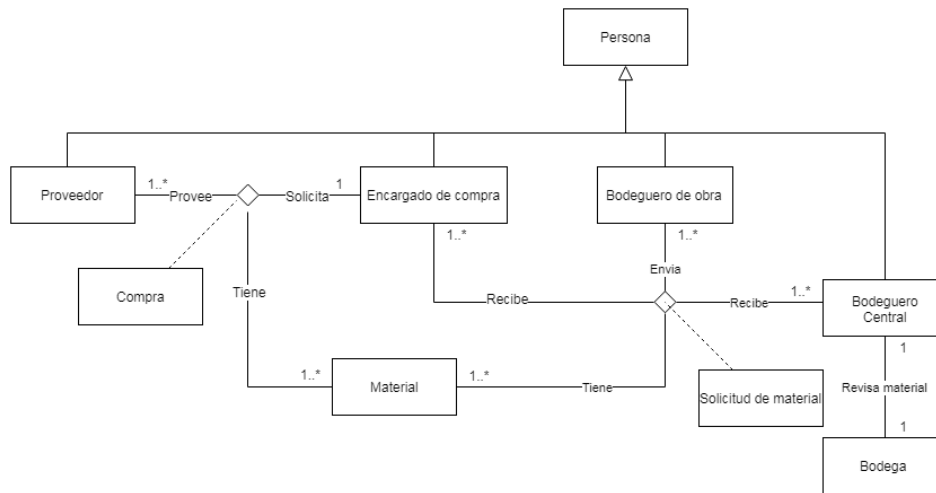 Persona
Proveedor
1..*
Provee
Solicita
1
Encargado de compra
Bodeguero de obra
1..*
1..*
Compra
Tiene
Envia
Recibe
Recibe
1..*
Bodeguero
Central
1..*
Material
1..*
Tiene
Solicitud de material
1
Revisa material
1
Bodega